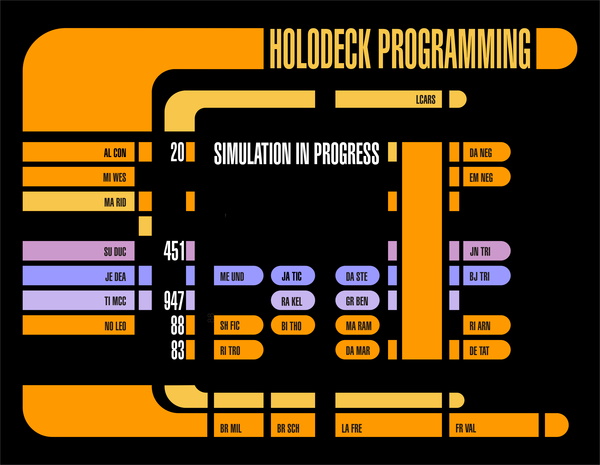 HOLODECK PROGRAMMING
LCARS
AL CON 20 SIMULATION IN PROGRESS DA NEG
MI WES EM NEG
MA RID
SU DUC 451 JN TRI
JE DEA ME UND JA TIC DA STE BJ TRI
TI MCC 947 RA KEL GR BEN
NO LEO 88 SH FIC BI THO MA RAM RI ARN
83 RI TRO DA MAR DE TAT
BR MIL BR SCH LA FRE FR VAL